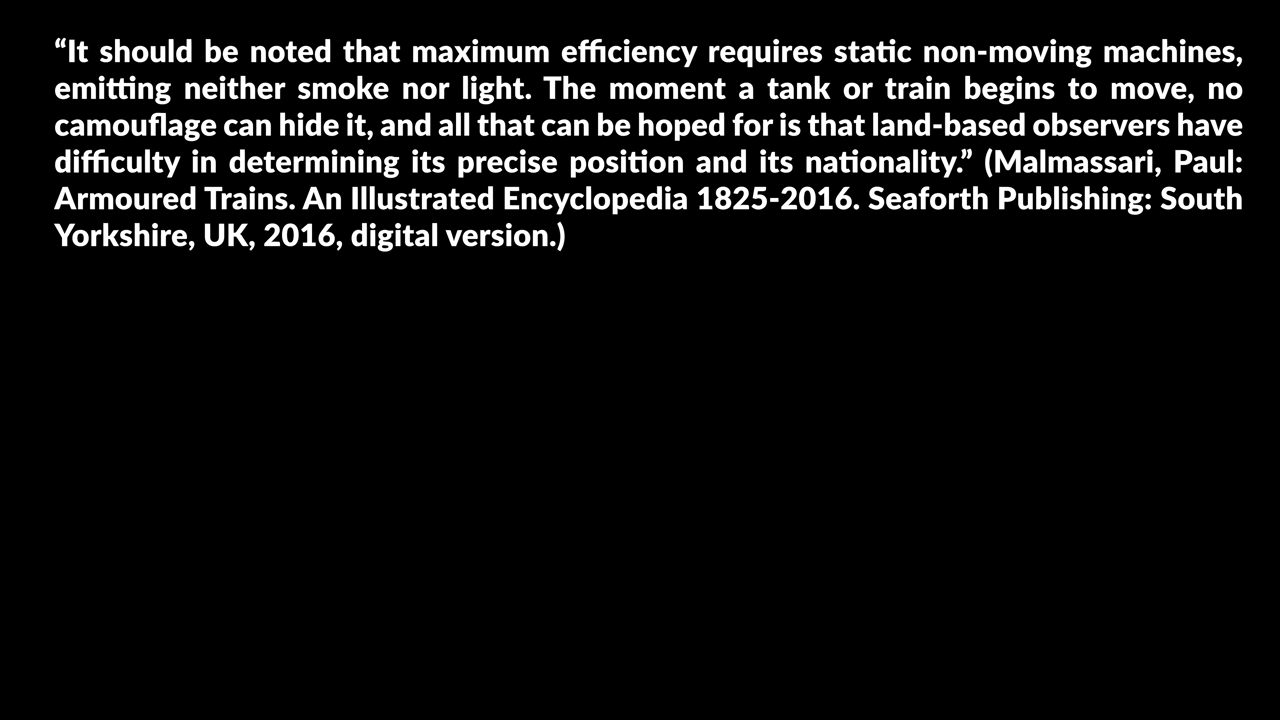 “It should be noted that maximum efficiency requires static non-moving machines,
emitting neither smoke nor light. The moment a tank or train begins to move, no
camouflage can hide it, and all that can be hoped for is that land-based observers have
difficulty in determining its precise position and its nationality.” (Malmassari, Paul:
Armoured Trains. An Illustrated Encyclopedia 1825-2016. Seaforth Publishing: South
Yorkshire, UK, 2016, digital version.)